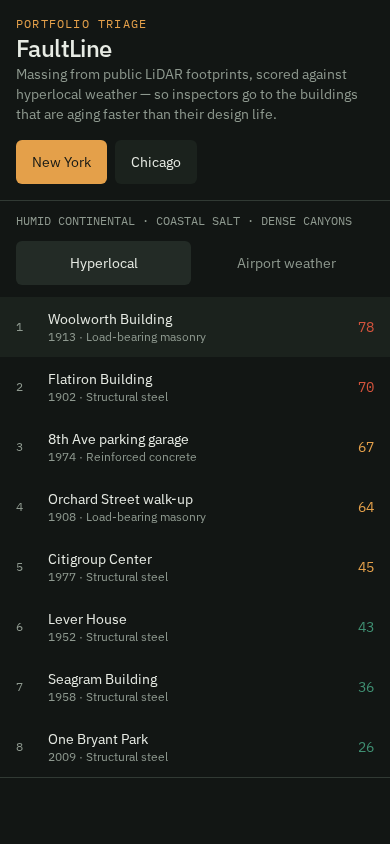 PORTFOLIO TRIAGE
FaultLine
Massing from public LiDAR footprints, scored against
hyperlocal weather — so inspectors go to the buildings
that are aging faster than their design life.
New York
Chicago
HUMID CONTINENTAL · COASTAL SALT · DENSE CANYONS
Hyperlocal
Airport weather
1
Woolworth Building
1913 · Load-bearing masonry
78
2
Flatiron Building
1902 · Structural steel
70
3
8th Ave parking garage
1974 · Reinforced concrete
67
4
Orchard Street walk-up
1908 · Load-bearing masonry
64
5
Citigroup Center
1977 · Structural steel
45
6
Lever House
1952 · Structural steel
43
7
Seagram Building
1958 · Structural steel
36
8
One Bryant Park
2009 · Structural steel
26